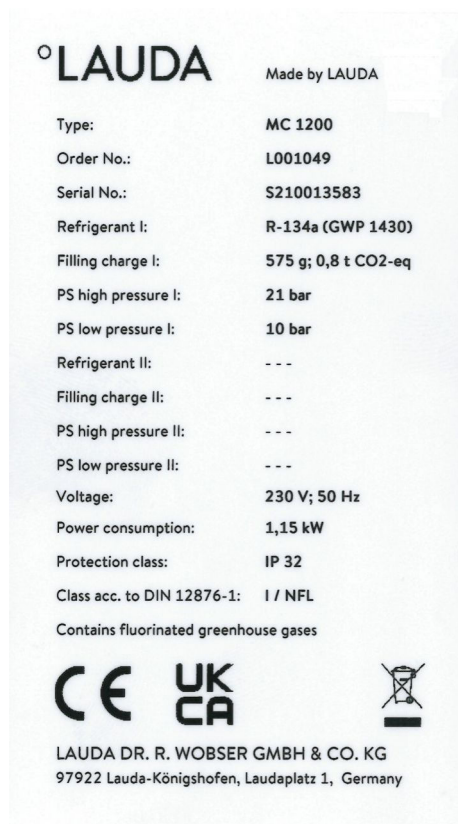 °LAUDA Made by LAUDA
Type: MC 1200
Order No.: L001049
Serial No.: S210013583
Refrigerant I: R-134a (GWP 1430)
Filling charge I: 575 g; 0,8 t CO2-eq
PS high pressure I: 21 bar
PS low pressure I: 10 bar
Refrigerant II: - - -
Filling charge II: - - -
PS high pressure II: - - -
PS low pressure II: - - -
Voltage: 230 V; 50 Hz
Power consumption: 1,15 kW
Protection class: IP 32
Class acc. to DIN 12876-1: I / NFL
Contains fluorinated greenhouse gases
CE UK
CA
LAUDA DR. R. WOBSER GMBH & CO. KG
97922 Lauda-Königshofen, Laudaplatz 1, Germany